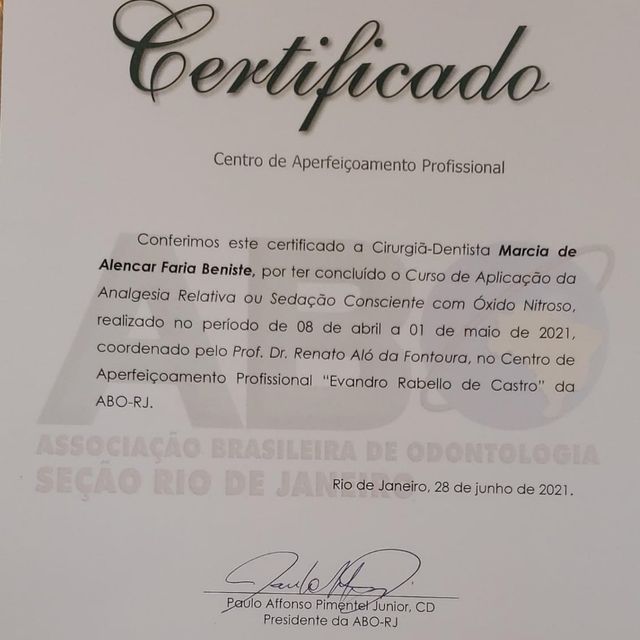 Certificado
Centro de Aperfeiçoamento Profissional
Conferimos este certificado a Cirurgiã-Dentista Marcia de
Alencar Faria Beniste, por ter concluído o Curso de Aplicação da
Analgesia Relativa ou Sedação Consciente com Óxido Nitroso,
realizado no período de 08 de abril a 01 de maio de 2021,
coordenado pelo Prof. Dr. Renato Aló da Fontoura, no Centro de
Aperfeiçoamento Profissional “Evandro Rabello de Castro” da
ABO-RJ.
ABO
ASSOCIAÇÃO BRASILEIRA DE ODONTOLOGIA
SEÇÃO RIO DE JANEIRO
Rio de Janeiro, 28 de junho de 2021.
Paulo Affonso Pimentel Junior, CD
Presidente da ABO-RJ